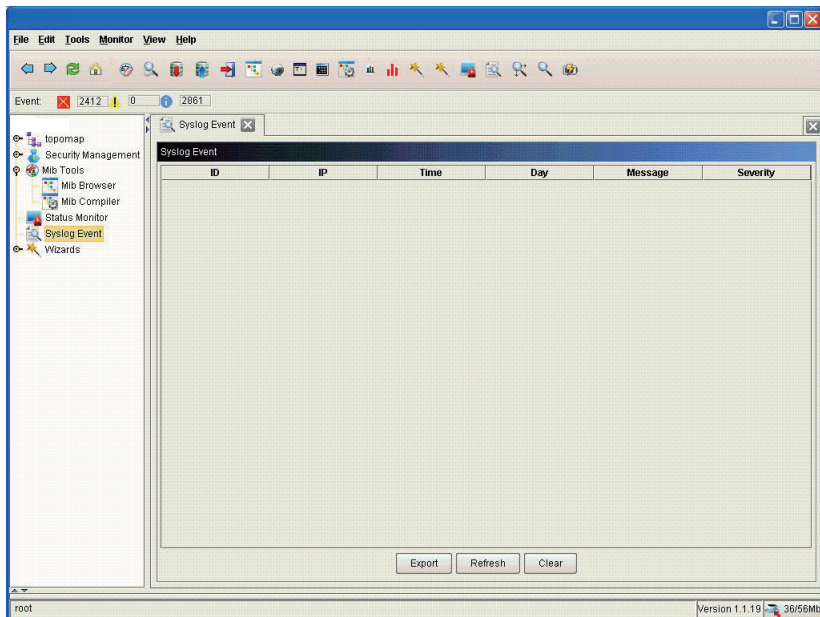 File Edit Tools Monitor View Help
Event: 2412 0 2861
topomap
Security Management
Mib Tools
Mib Browser
Mib Compiler
Status Monitor
Syslog Event
Wizards
Syslog Event
Syslog Event
ID IP Time Day Message Severity
Export Refresh Clear
root Version 1.1.19 36/56Mb